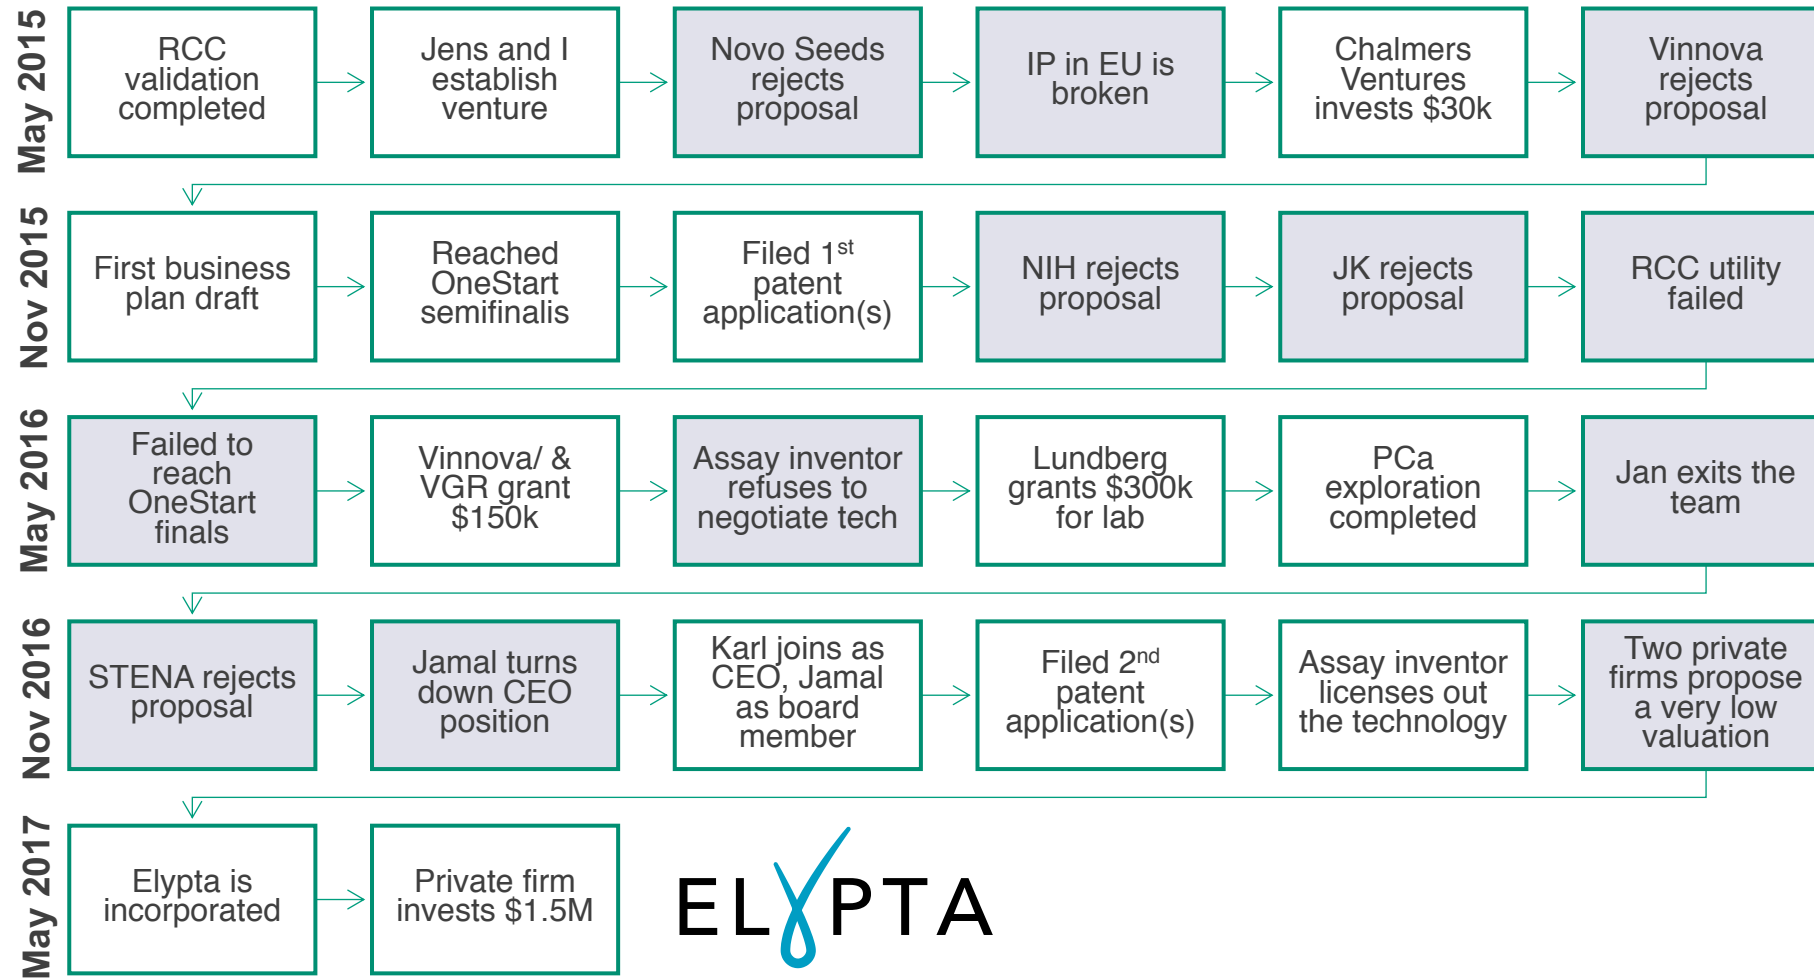 May 2015
RCC
validation
completed
Jens and I
establish
venture
Novo Seeds
rejects
proposal
IP in EU is
broken
Chalmers
Ventures
invests $30k
Vinnova
rejects
proposal
Nov 2015
First business
plan draft
Reached
OneStart
semifinalis
Filed 1st
patent
application(s)
NIH rejects
proposal
JK rejects
proposal
RCC utility
failed
May 2016
Failed to
reach
OneStart
finals
Vinnova/ &
VGR grant
$150k
Assay inventor
refuses to
negotiate tech
Lundberg
grants $300k
for lab
PCa
exploration
completed
Jan exits the
team
Nov 2016
STENA rejects
proposal
Jamal turns
down CEO
position
Karl joins as
CEO, Jamal
as board
member
Filed 2nd
patent
application(s)
Assay inventor
licenses out
the technology
Two private
firms propose
a very low
valuation
May 2017
Elypta is
incorporated
Private firm
invests $1.5M
ELYPTA